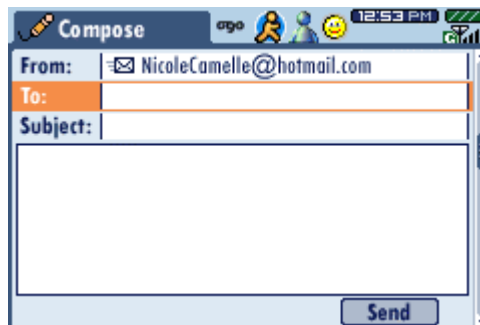 Compose ogo 12:53 PM G
From: NicoleCamelle@hotmail.com
To:
Subject:
Send